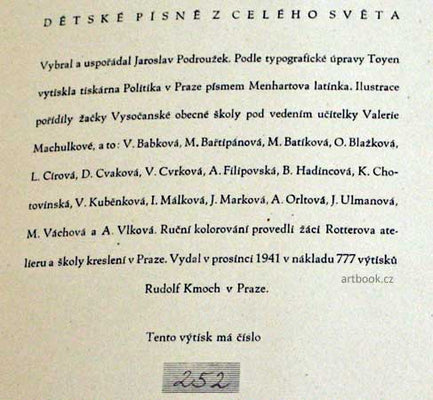 DĚTSKÉ PÍSNĚ Z CELÉHO SVĚTA
Vybral a uspořádal Jaroslav Podroužek. Podle typografické úpravy Toyen
vytiskla tiskárna Politika v Praze písmem Menhartova latinka. Ilustrace
pořídily žačky Vysočanské obecné školy pod vedením učitelky Valerie
Machulkové, a to: V. Babková, M. Bařtipánová, M. Batíková, O. Blažková,
L. Círová, D. Cvaková, V. Cvrková, A. Filipovská, B. Hadincová, K. Cho-
tovinská, V. Kuběnková, I. Málková, J. Marková, A. Orltová, J. Ulmanová,
M. Váchová a A. Vlková. Ruční kolorování provedli žáci Rotterova ate-
lieru a školy kreslení v Praze. Vydal v prosinci 1941 v nákladu 777 výtisků
Rudolf Kmoch v Praze.
artbook.cz
Tento výtisk má číslo
252